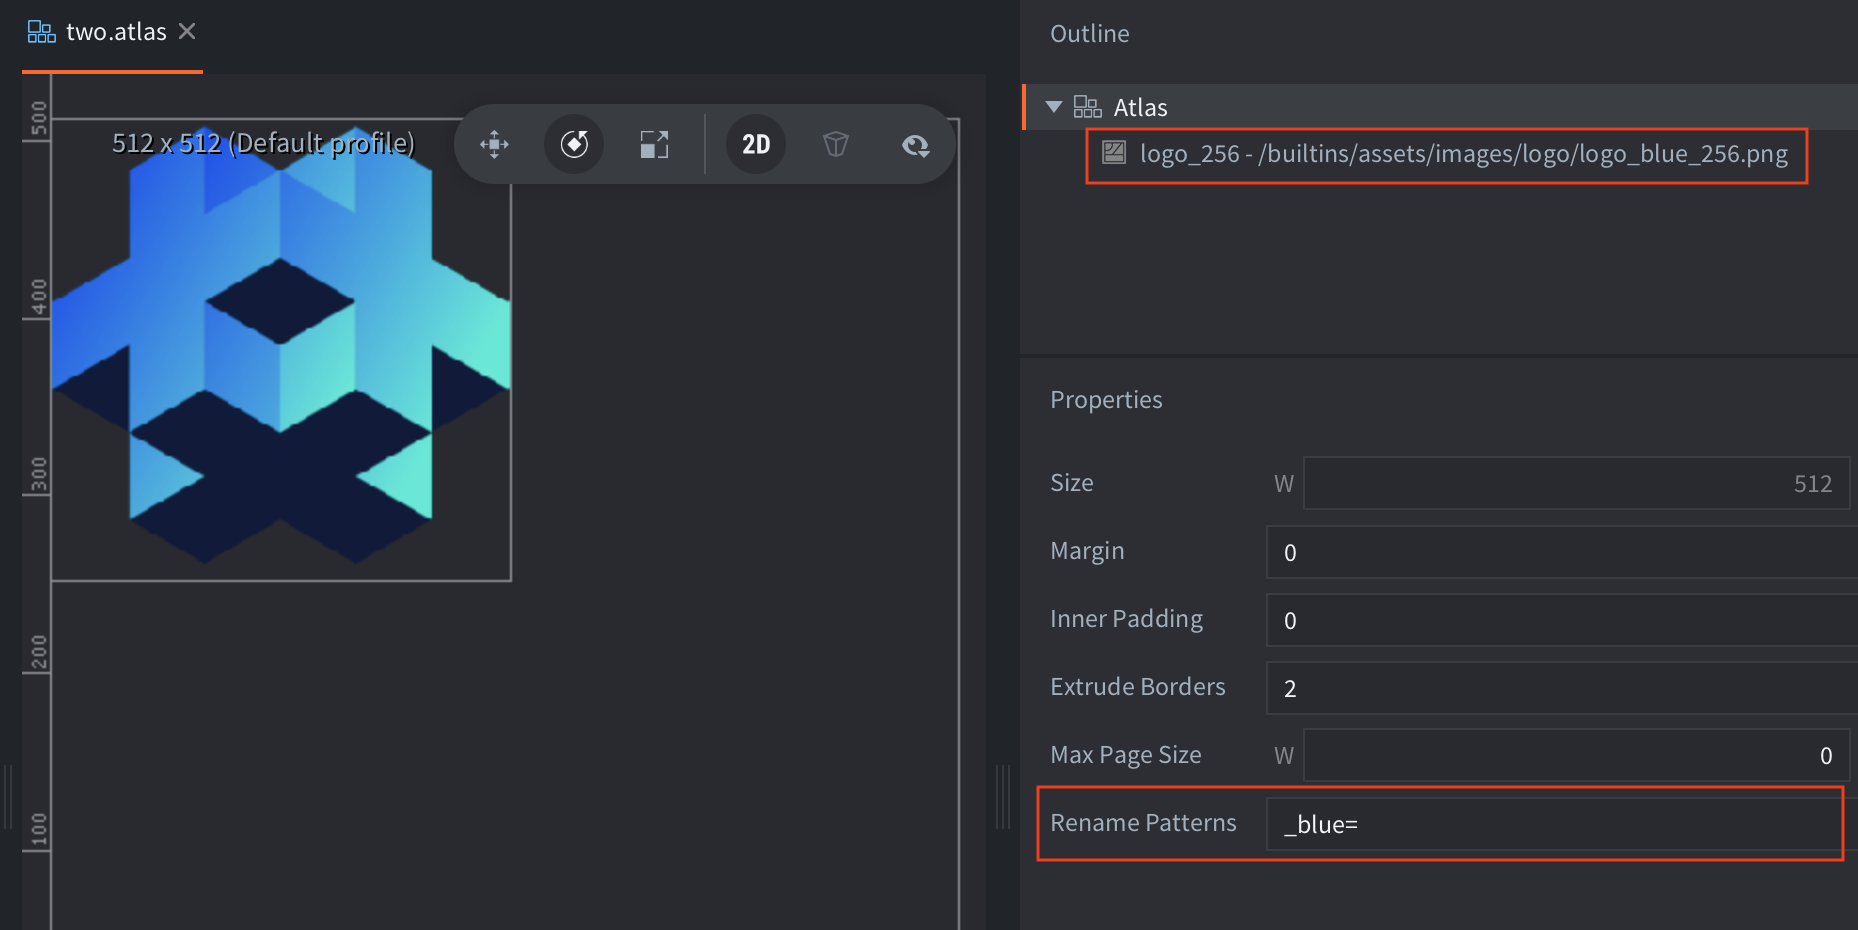 two.atlas
512 x 512 (Default profile)
2D
500
400
300
200
100
Outline
Atlas
logo_256 - /builtins/assets/images/logo/logo_blue_256.png
Properties
Size W 512
Margin 0
Inner Padding 0
Extrude Borders 2
Max Page Size W 0
Rename Patterns _blue=